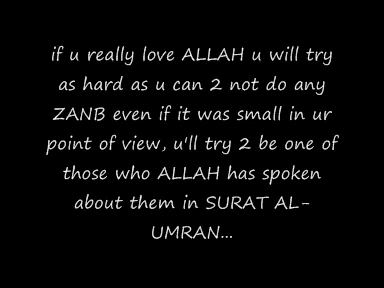 if u really love ALLAH u will try
as hard as u can 2 not do any
ZANB even if it was small in ur
point of view, u'll try 2 be one of
those who ALLAH has spoken
about them in SURAT AL-
UMRAN...